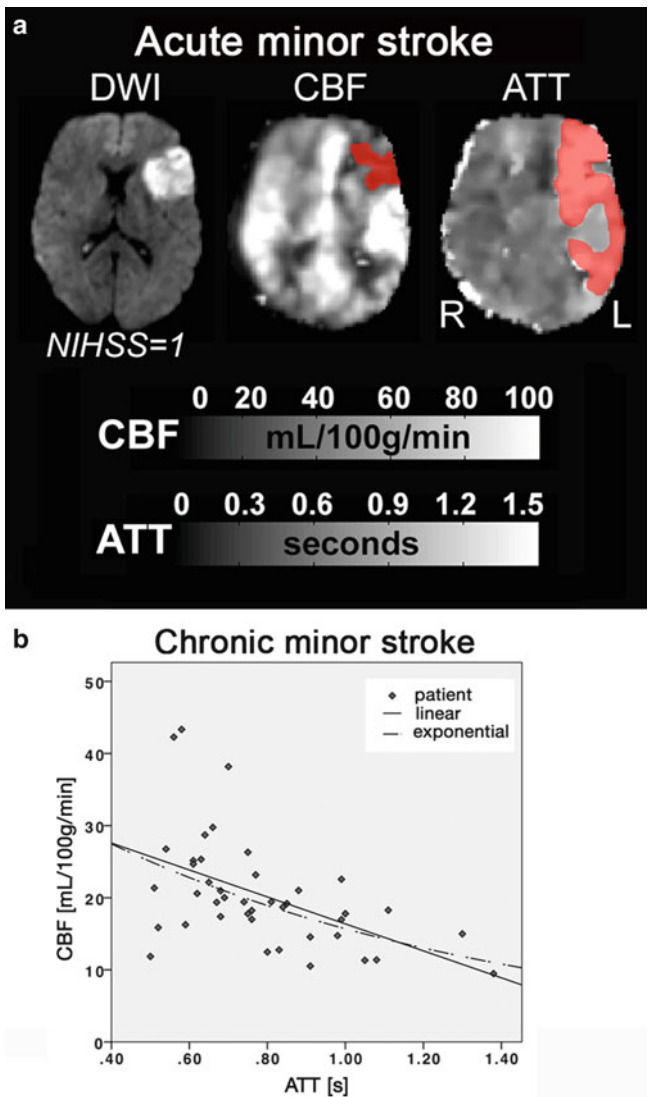 a
Acute minor stroke
DWI CBF ATT
R L
NIHSS=1
0 20 40 60 80 100
CBF mL/100g/min
0 0.3 0.6 0.9 1.2 1.5
ATT seconds
b Chronic minor stroke
50
patient
linear
exponential
40
30
20
10
0
CBF [mL/100g/min]
.40 .60 .80 1.00 1.20 1.40
ATT [s]